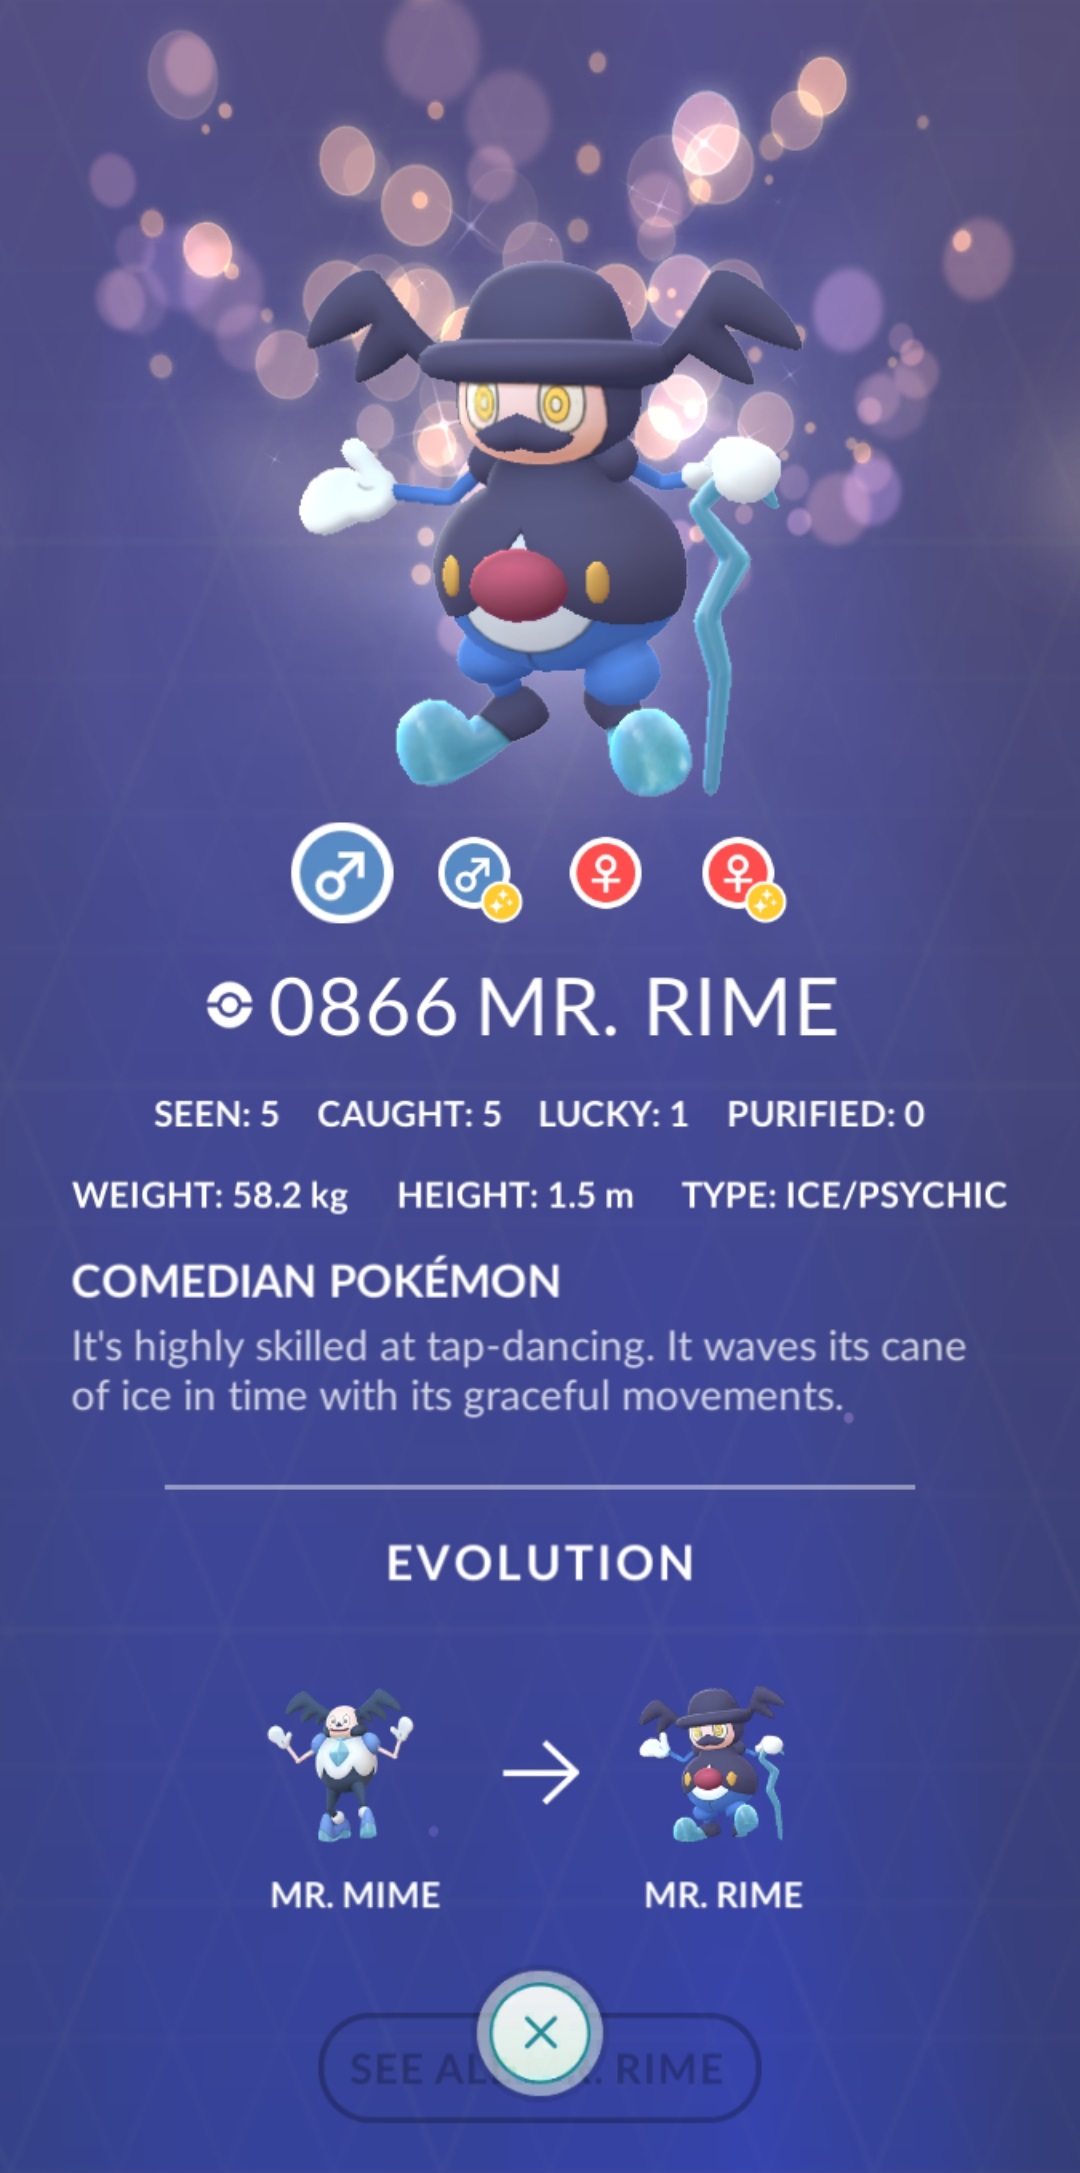 0866 MR. RIME
SEEN: 5 CAUGHT: 5 LUCKY: 1 PURIFIED: 0
WEIGHT: 58.2 kg HEIGHT: 1.5 m TYPE: ICE/PSYCHIC
COMEDIAN POKÉMON
It's highly skilled at tap-dancing. It waves its cane
of ice in time with its graceful movements.
EVOLUTION
MR. MIME MR. RIME
SEE RIME